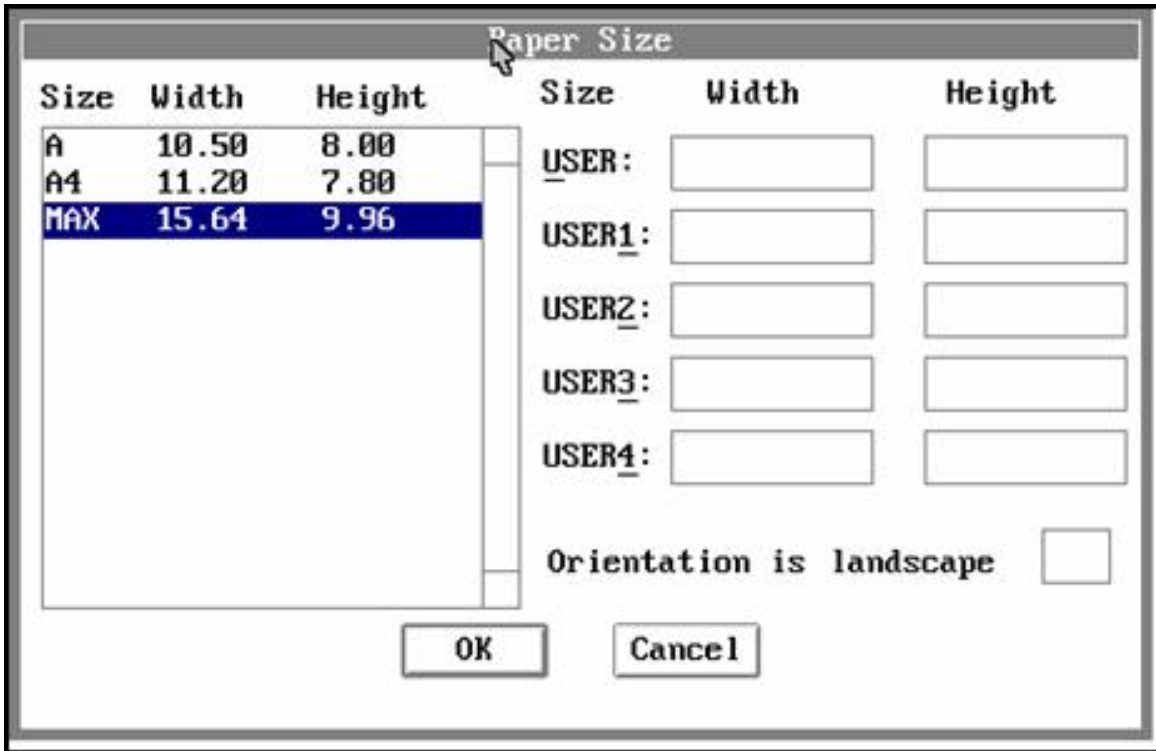 Paper Size
Size Width Height
A 10.50 8.00
A4 11.20 7.80
MAX 15.64 9.96
Size Width Height
USER:
USER1:
USER2:
USER3:
USER4:
Orientation is landscape
OK Cancel